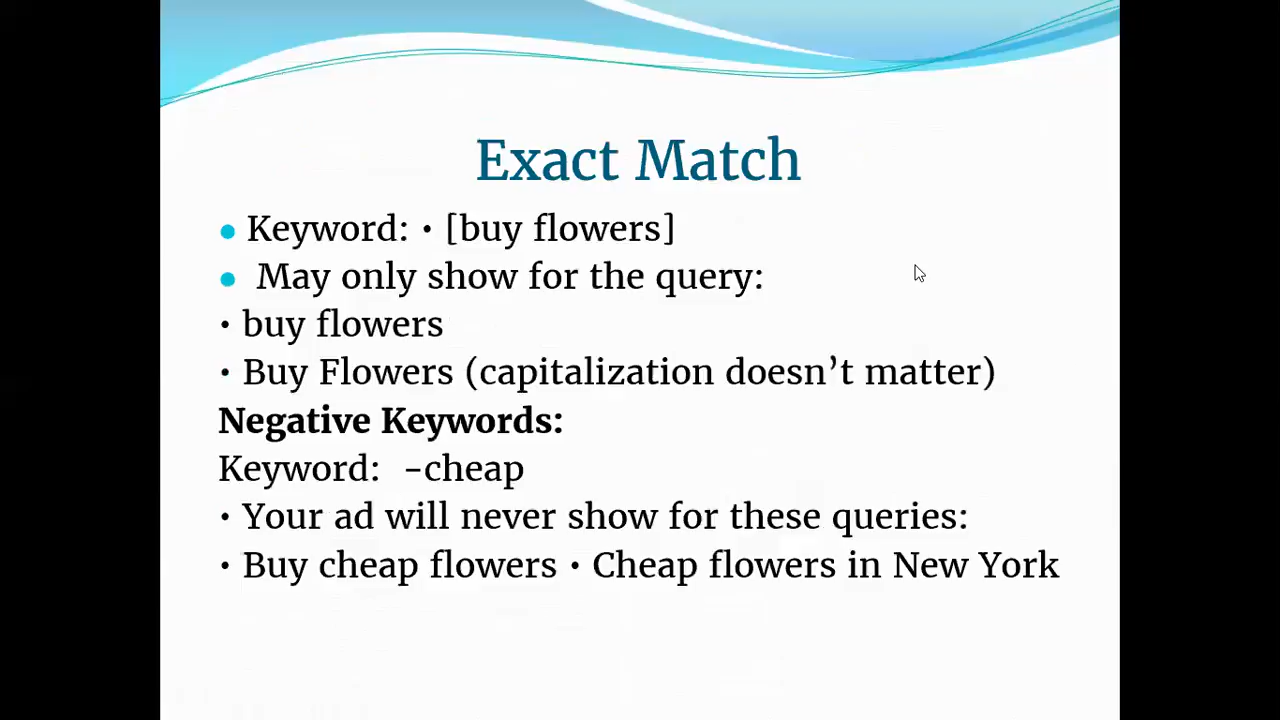 Exact Match
• Keyword: • [buy flowers]
• May only show for the query:
• buy flowers
• Buy Flowers (capitalization doesn’t matter)
Negative Keywords:
Keyword: -cheap
• Your ad will never show for these queries:
• Buy cheap flowers • Cheap flowers in New York